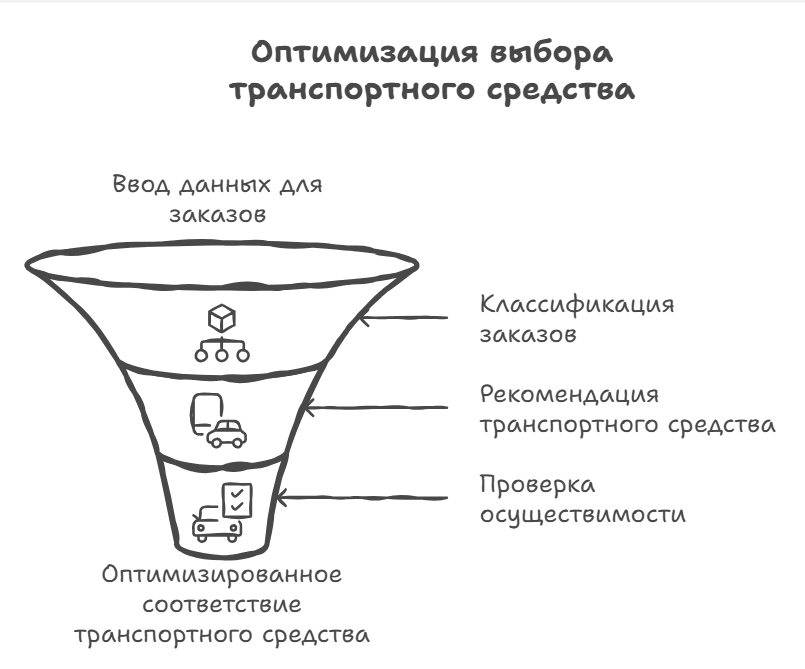 Оптимизация выбора
транспортного средства
Ввод данных для
заказов
Классификация
заказов
Рекомендация
транспортного средства
Проверка
осуществимости
Оптимизированное
соответствие
транспортного средства